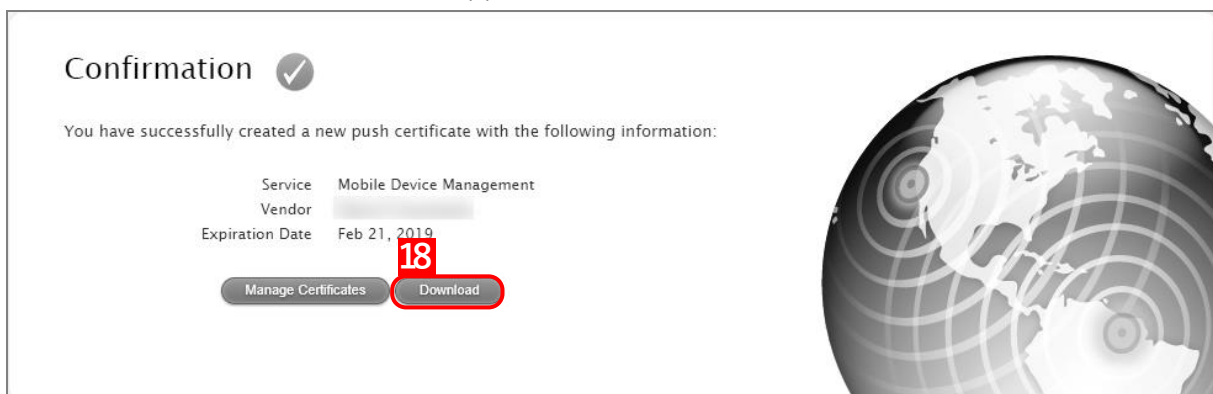 Confirmation
You have successfully created a new push certificate with the following information:
Service Mobile Device Management
Vendor
Expiration Date Feb 21, 2019
18
Manage Certificates Download